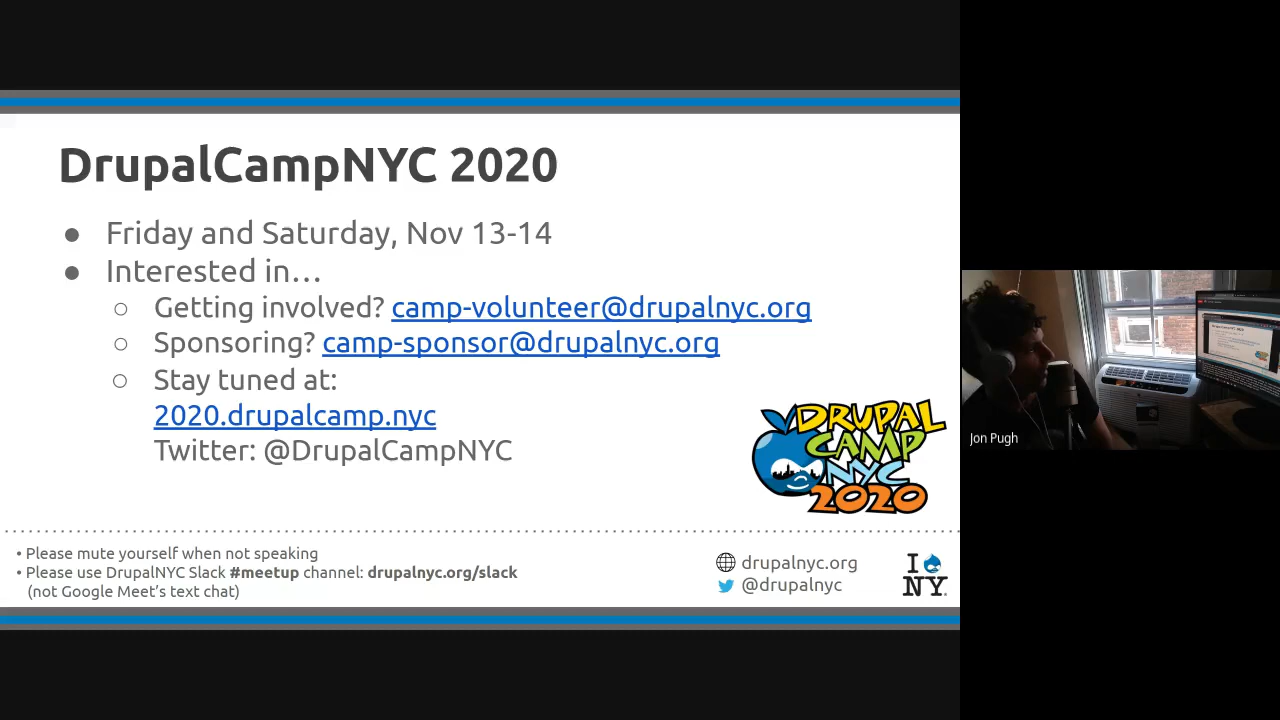 DrupalCampNYC 2020
● Friday and Saturday, Nov 13-14
● Interested in…
○ Getting involved? camp-volunteer@drupalnyc.org
○ Sponsoring? camp-sponsor@drupalnyc.org
○ Stay tuned at:
2020.drupalcamp.nyc
Twitter: @DrupalCampNYC
DRUPAL
CAMP
NYC
2020
• Please mute yourself when not speaking
• Please use DrupalNYC Slack #meetup channel: drupalnyc.org/slack
(not Google Meet's text chat)
drupalnyc.org
@drupalnyc
I
NY.
Jon Pugh